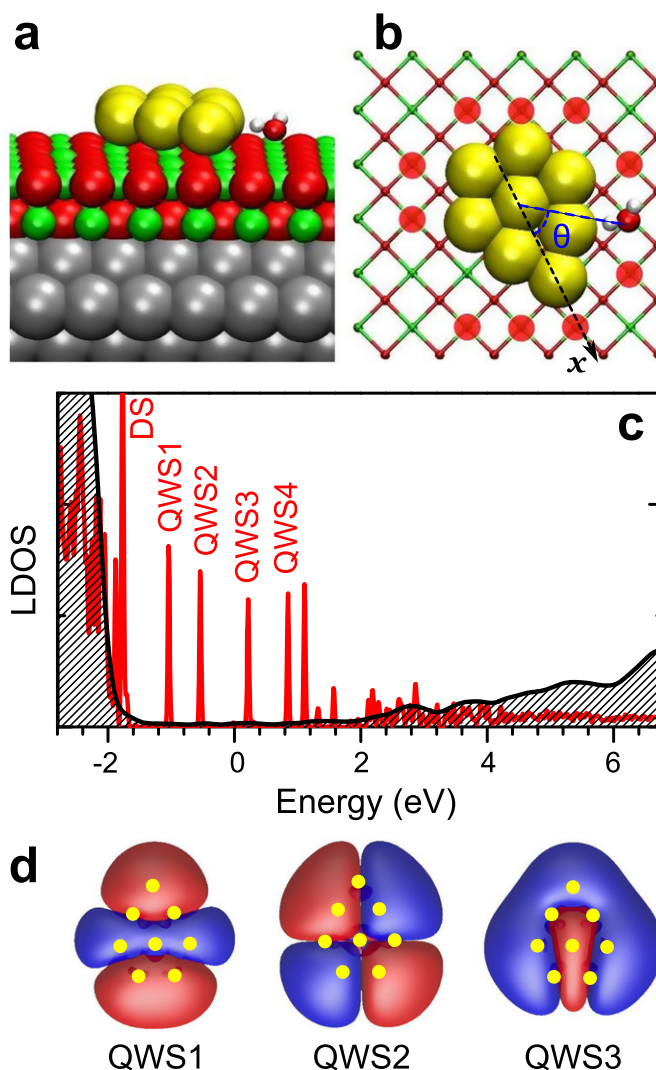 a
b
θ
x
c
DS
QWS1
QWS2
QWS3
QWS4
LDOS
-2 0 2 4 6
Energy (eV)
d
QWS1 QWS2 QWS3